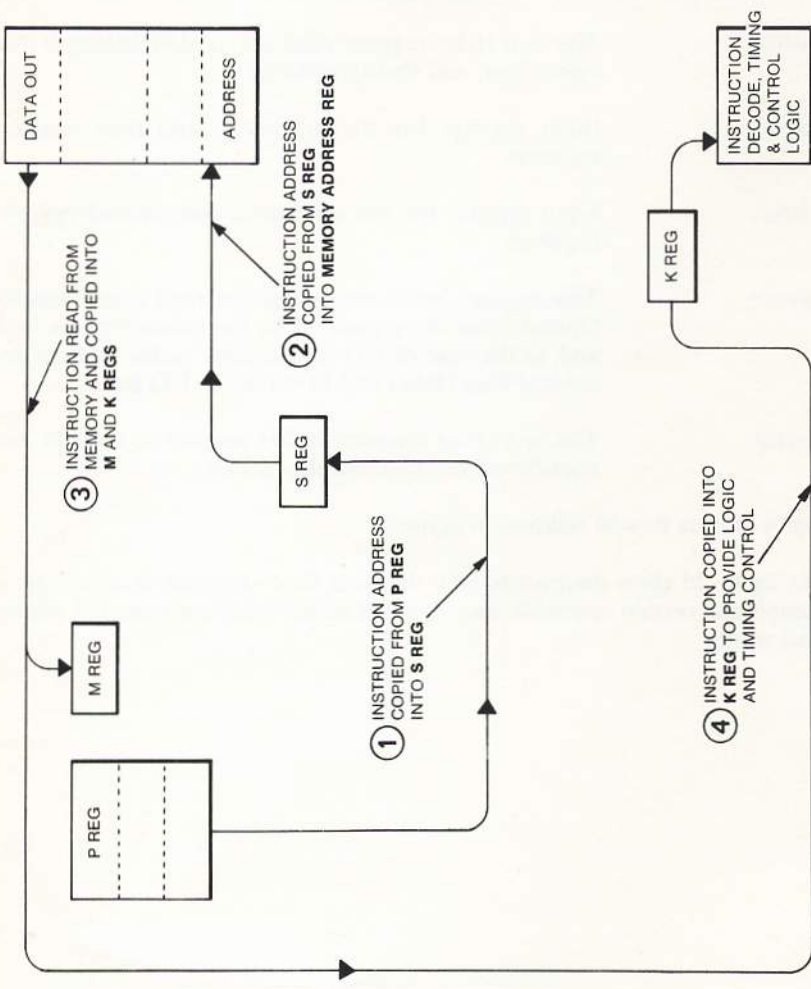 DATA OUT
ADDRESS
P REG
M REG
③ INSTRUCTION READ FROM
MEMORY AND COPIED INTO
M AND K REGS
② INSTRUCTION ADDRESS
COPIED FROM S REG
INTO MEMORY ADDRESS REG
S REG
① INSTRUCTION ADDRESS
COPIED FROM P REG
INTO S REG
K REG
INSTRUCTION
DECODE, TIMING
& CONTROL
LOGIC
④ INSTRUCTION COPIED INTO
K REG TO PROVIDE LOGIC
AND TIMING CONTROL